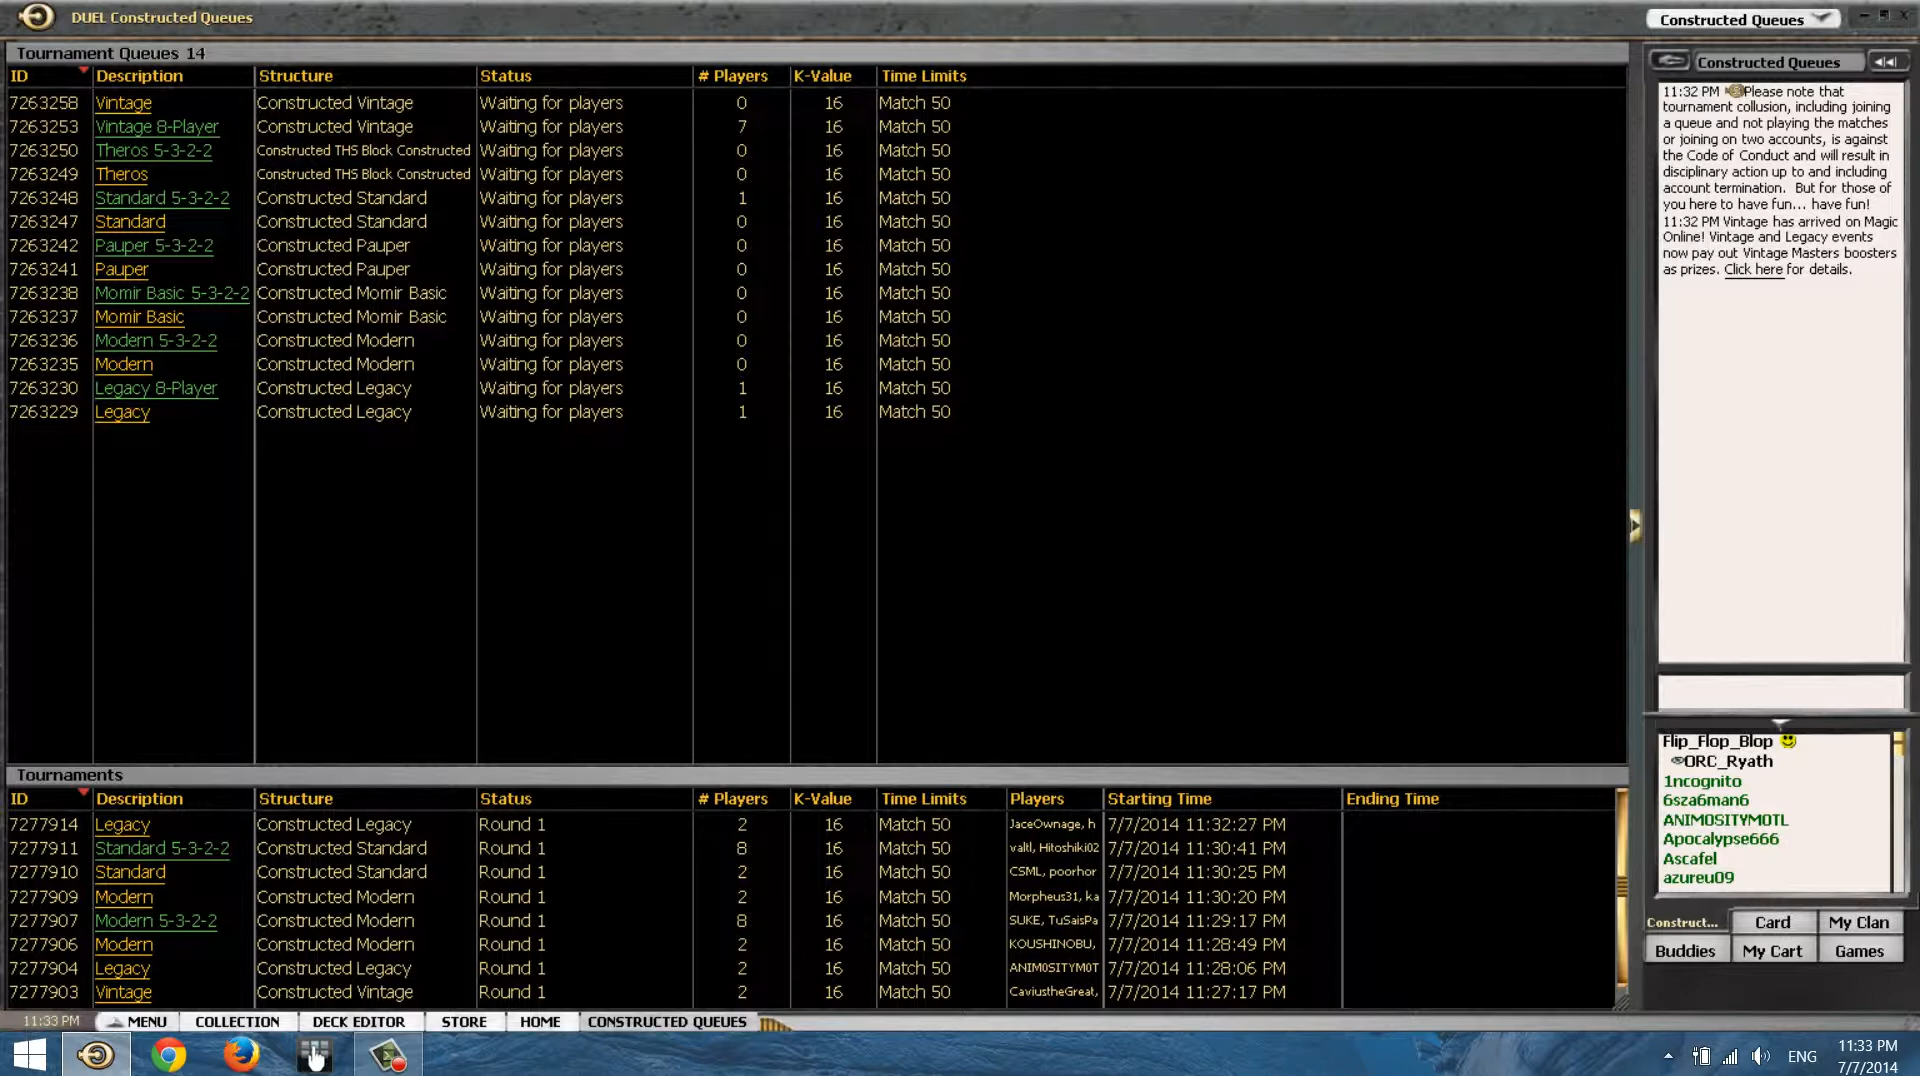 DUEL Constructed Queues
Constructed Queues
Tournament Queues 14
ID Description Structure Status # Players K-Value Time Limits
7263258 Vintage Constructed Vintage Waiting for players 0 16 Match 50
7263253 Vintage 8-Player Constructed Vintage Waiting for players 7 16 Match 50
7263250 Theros 5-3-2-2 Constructed THS Block Constructed Waiting for players 0 16 Match 50
7263249 Theros Constructed THS Block Constructed Waiting for players 0 16 Match 50
7263248 Standard 5-3-2-2 Constructed Standard Waiting for players 1 16 Match 50
7263247 Standard Constructed Standard Waiting for players 0 16 Match 50
7263242 Pauper 5-3-2-2 Constructed Pauper Waiting for players 0 16 Match 50
7263241 Pauper Constructed Pauper Waiting for players 0 16 Match 50
7263238 Momir Basic 5-3-2-2 Constructed Momir Basic Waiting for players 0 16 Match 50
7263237 Momir Basic Constructed Momir Basic Waiting for players 0 16 Match 50
7263236 Modern 5-3-2-2 Constructed Modern Waiting for players 0 16 Match 50
7263235 Modern Constructed Modern Waiting for players 0 16 Match 50
7263230 Legacy 8-Player Constructed Legacy Waiting for players 1 16 Match 50
7263229 Legacy Constructed Legacy Waiting for players 1 16 Match 50
Constructed Queues
11:32 PM Please note that
tournament collusion, including joining
a queue and not playing the matches
or joining on two accounts, is against
the Code of Conduct and will result in
disciplinary action up to and including
account termination. But for those of
you here to have fun... have fun!
11:32 PM Vintage has arrived on Magic
Online! Vintage and Legacy events
now pay out Vintage Masters boosters
as prizes. Click here for details.
Flip_Flop_Blop
ORC_Ryath
1ncognito
6sza6man6
ANIM0SITYM0TL
Apocalypse666
Ascafel
azureu09
Construct... Card My Clan
Buddies My Cart Games
Tournaments
ID Description Structure Status # Players K-Value Time Limits Players Starting Time Ending Time
7277914 Legacy Constructed Legacy Round 1 2 16 Match 50 JaceOwnage, h 7/7/2014 11:32:27 PM
7277911 Standard 5-3-2-2 Constructed Standard Round 1 8 16 Match 50 valtl, Hitoshiki02 7/7/2014 11:30:41 PM
7277910 Standard Constructed Standard Round 1 2 16 Match 50 CSML, poorhor 7/7/2014 11:30:25 PM
7277909 Modern Constructed Modern Round 1 2 16 Match 50 Morpheus31, ka 7/7/2014 11:30:20 PM
7277907 Modern 5-3-2-2 Constructed Modern Round 1 8 16 Match 50 SUKE, TuSaisPa 7/7/2014 11:29:17 PM
7277906 Modern Constructed Modern Round 1 2 16 Match 50 KOUSHINOBU, 7/7/2014 11:28:49 PM
7277904 Legacy Constructed Legacy Round 1 2 16 Match 50 ANIM0SITYM0T 7/7/2014 11:28:06 PM
7277903 Vintage Constructed Vintage Round 1 2 16 Match 50 CaviustheGreat, 7/7/2014 11:27:17 PM
11:33 PM MENU COLLECTION DECK EDITOR STORE HOME CONSTRUCTED QUEUES
ENG
11:33 PM
7/7/2014